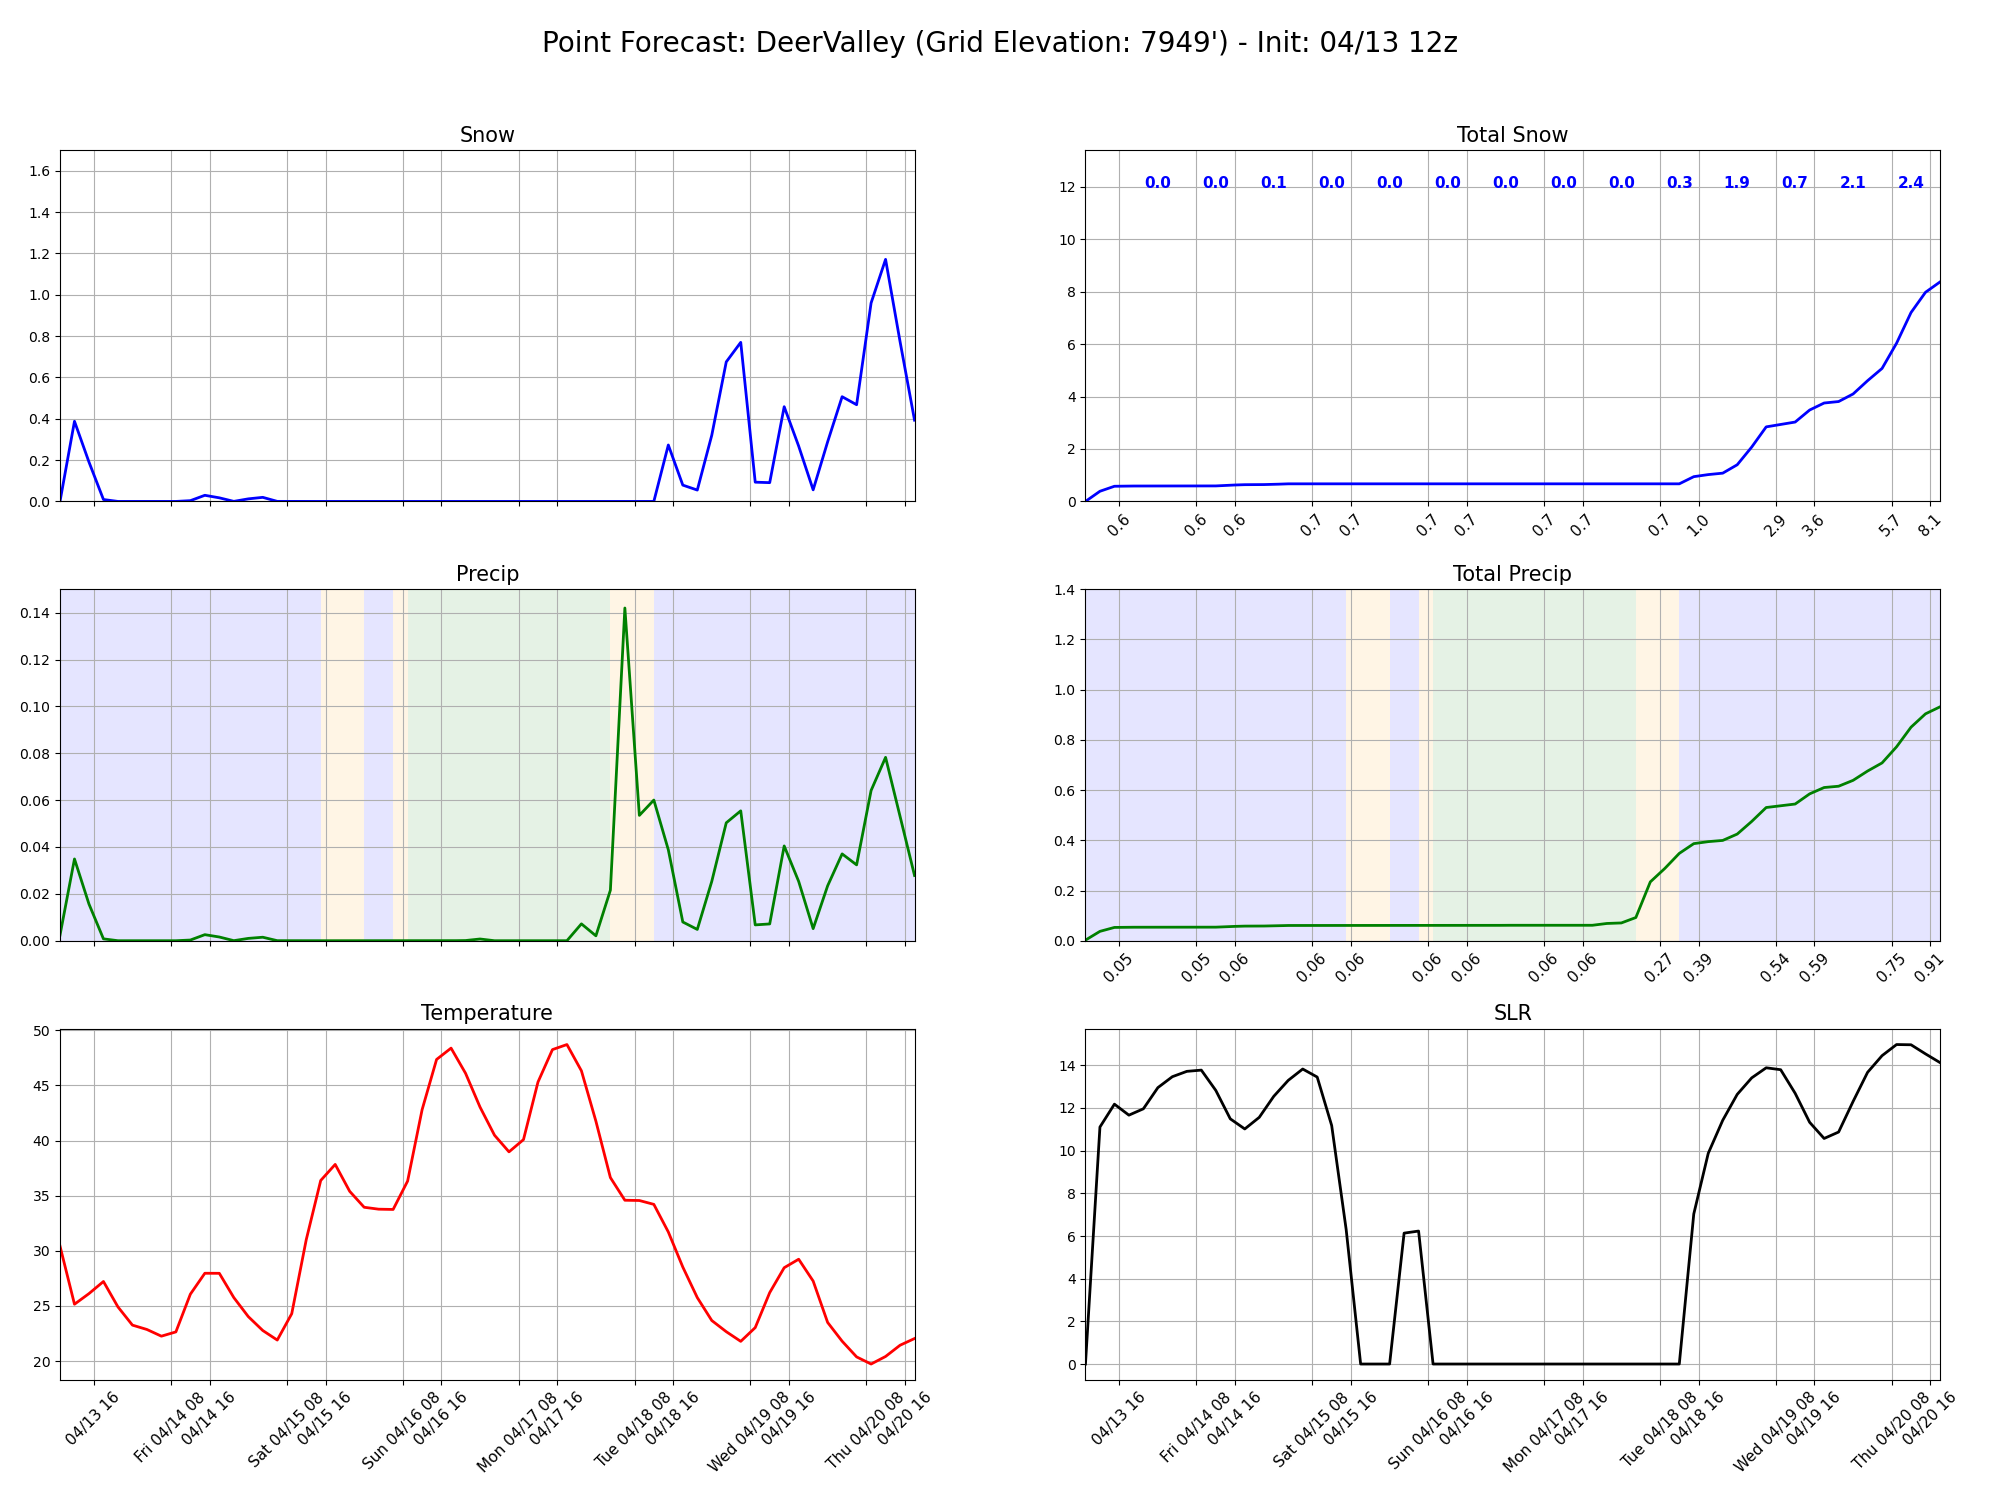 Point Forecast: DeerValley (Grid Elevation: 7949') - Init: 04/13 12z
Snow
1.6
1.4
1.2
1.0
0.8
0.6
0.4
0.2
0.0
Total Snow
12
10
8
6
4
2
0
0.0 0.0 0.1 0.0 0.0 0.0 0.0 0.0 0.0 0.3 1.9 0.7 2.1 2.4
0.6 0.6 0.6 0.7 0.7 0.7 0.7 0.7 0.7 0.7 1.0 2.9 3.6 5.7 8.1
Precip
0.14
0.12
0.10
0.08
0.06
0.04
0.02
0.00
Total Precip
1.4
1.2
1.0
0.8
0.6
0.4
0.2
0.0
0.05 0.05 0.06 0.06 0.06 0.06 0.06 0.06 0.06 0.27 0.39 0.54 0.59 0.75 0.91
Temperature
50
45
40
35
30
25
20
04/13 16
Fri 04/14 08
04/14 16
Sat 04/15 08
04/15 16
Sun 04/16 08
04/16 16
Mon 04/17 08
04/17 16
Tue 04/18 08
04/18 16
Wed 04/19 08
04/19 16
Thu 04/20 08
04/20 16
SLR
14
12
10
8
6
4
2
0
04/13 16
Fri 04/14 08
04/14 16
Sat 04/15 08
04/15 16
Sun 04/16 08
04/16 16
Mon 04/17 08
04/17 16
Tue 04/18 08
04/18 16
Wed 04/19 08
04/19 16
Thu 04/20 08
04/20 16